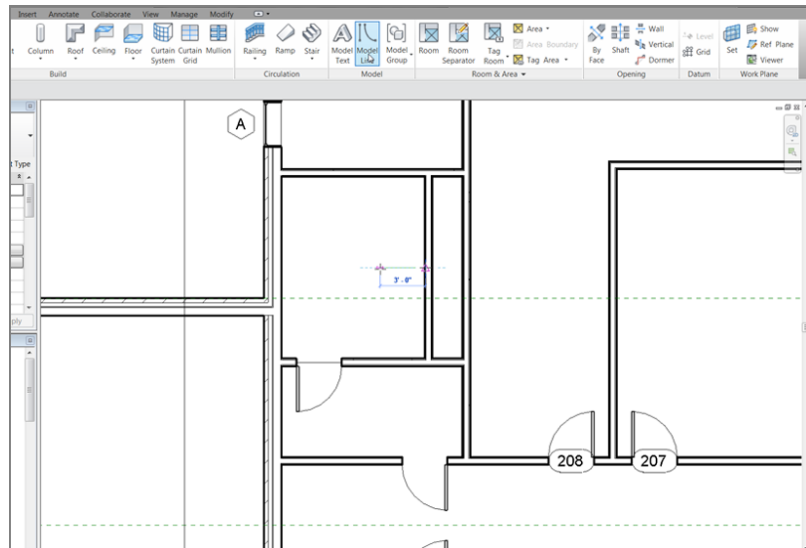 Insert Annotate Collaborate View Manage Modify
Column Roof Ceiling Floor Curtain System Curtain Grid Mullion Railing Ramp Stair Model Text Model Line Model Group Room Room Separator Tag Room Area Area Boundary Tag Area By Face Shaft Wall Vertical Dormer Level Grid Set Show Ref Plane Viewer
Build Circulation Model Room & Area Opening Datum Work Plane
A
t Type
3' - 0"
ply
208 207